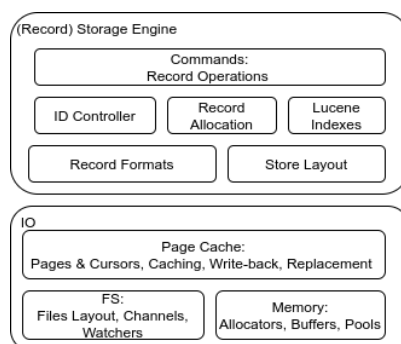 (Record) Storage Engine
Commands:
Record Operations
ID Controller
Record
Allocation
Lucene
Indexes
Record Formats
Store Layout
IO
Page Cache:
Pages & Cursors, Caching, Write-back, Replacement
FS:
Files Layout, Channels,
Watchers
Memory:
Allocators, Buffers, Pools